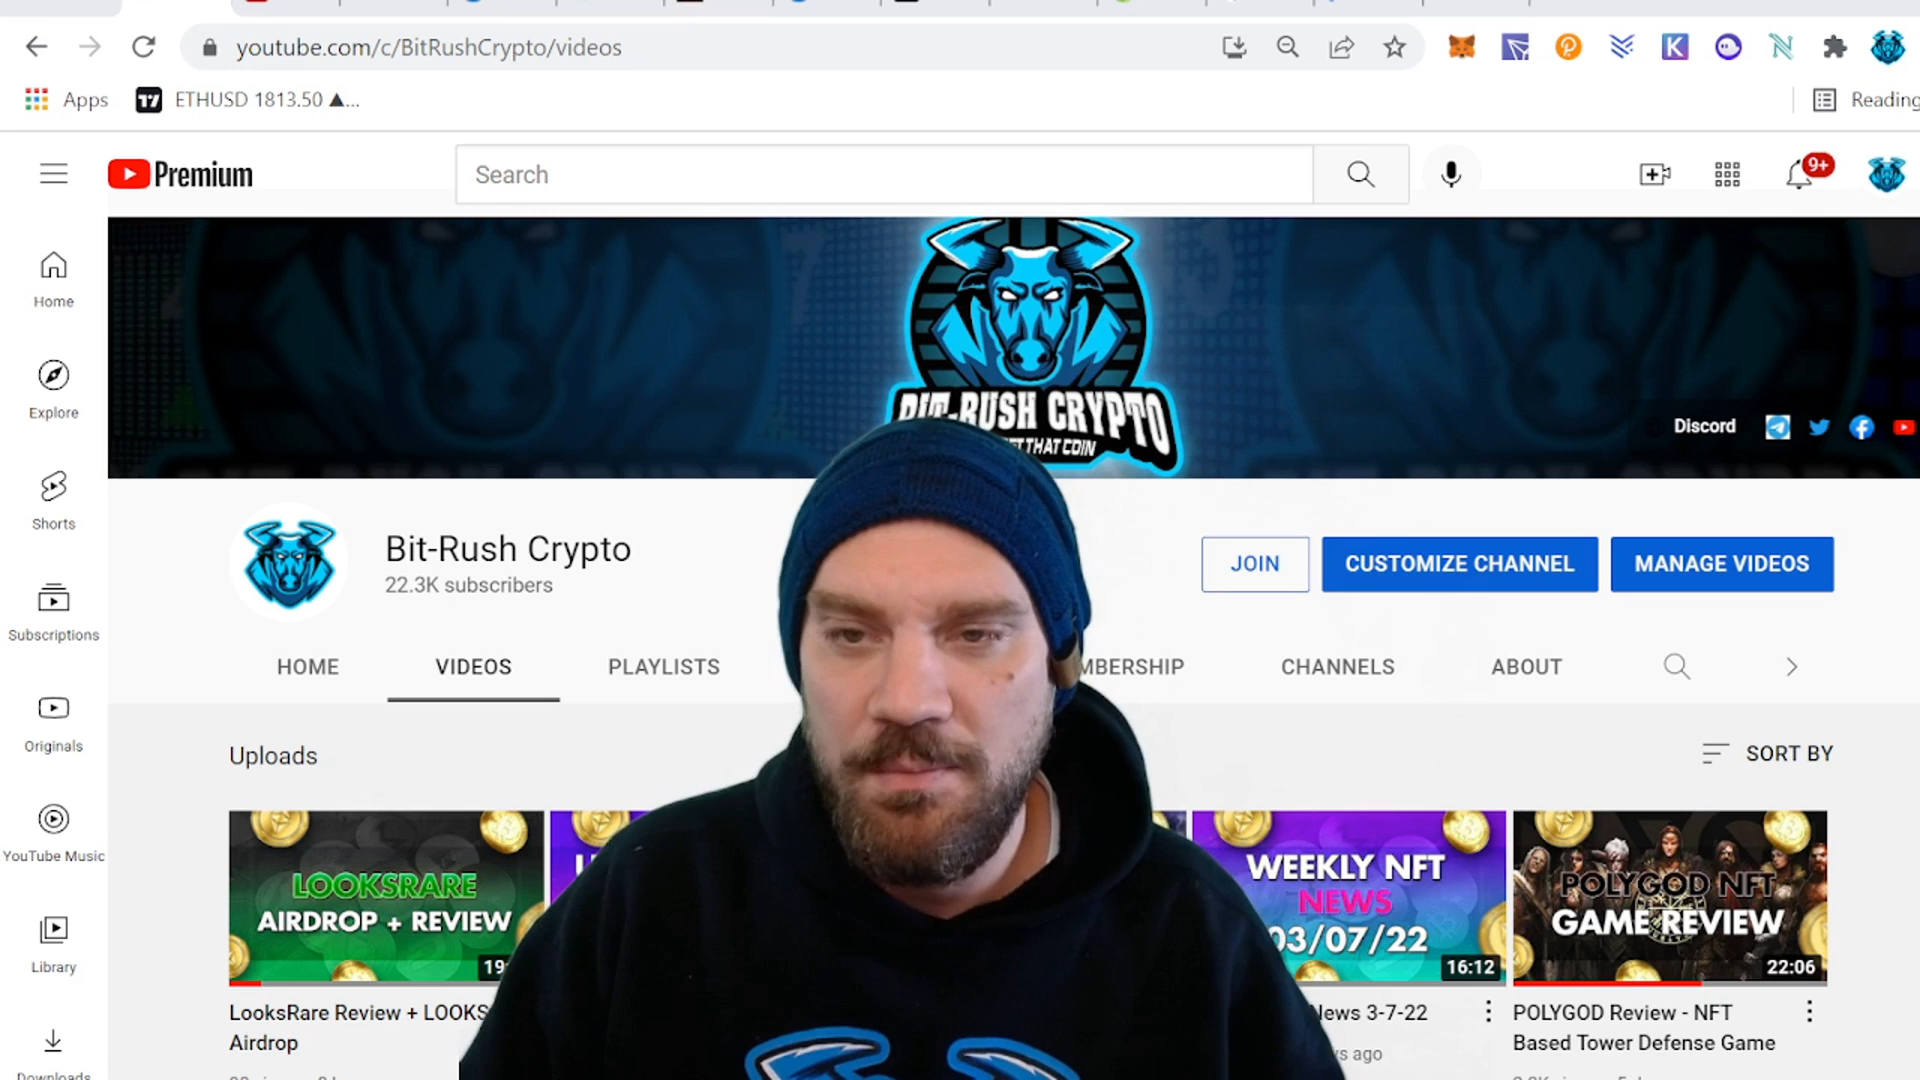 youtube.com/c/BitRushCrypto/videos
Apps
ETHUSD 1813.50 ▲...
Reading
Premium
Search
9+
BIT-RUSH CRYPTO
THAT COIN
Discord
Home
Explore
Shorts
Subscriptions
Originals
YouTube Music
Library
Downloads
Bit-Rush Crypto
22.3K subscribers
JOIN
CUSTOMIZE CHANNEL
MANAGE VIDEOS
HOME
VIDEOS
PLAYLISTS
MBERSHIP
CHANNELS
ABOUT
Uploads
SORT BY
LOOKSRARE
AIRDROP + REVIEW
19
WEEKLY NFT
NEWS
03/07/22
16:12
POLYGOD NFT
GAME REVIEW
22:06
LooksRare Review + LOOKS
Airdrop
News 3-7-22
ys ago
POLYGOD Review - NFT
Based Tower Defense Game